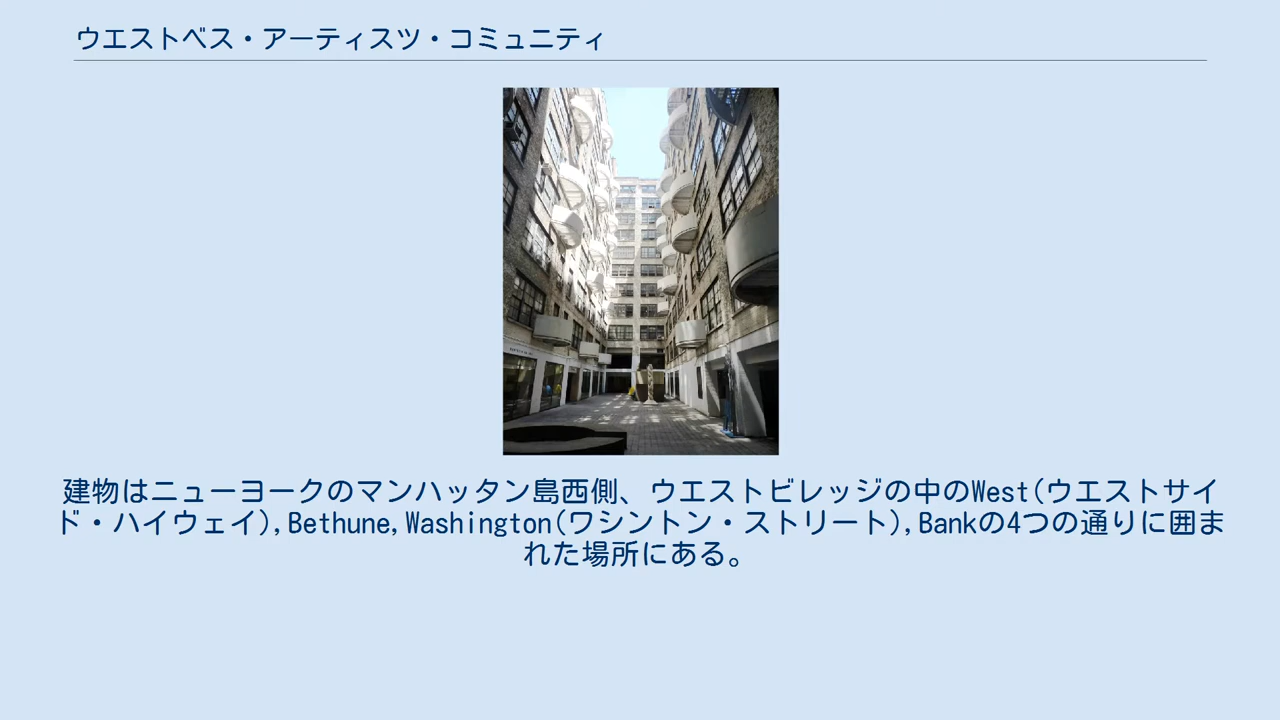 ウエストベス・アーティスツ・コミュニティ
建物はニューヨークのマンハッタン島西側、ウエストビレッジの中のWest(ウエストサイ
ド・ハイウェイ),Bethune,Washington(ワシントン・ストリート),Bankの4つの通りに囲ま
れた場所にある。